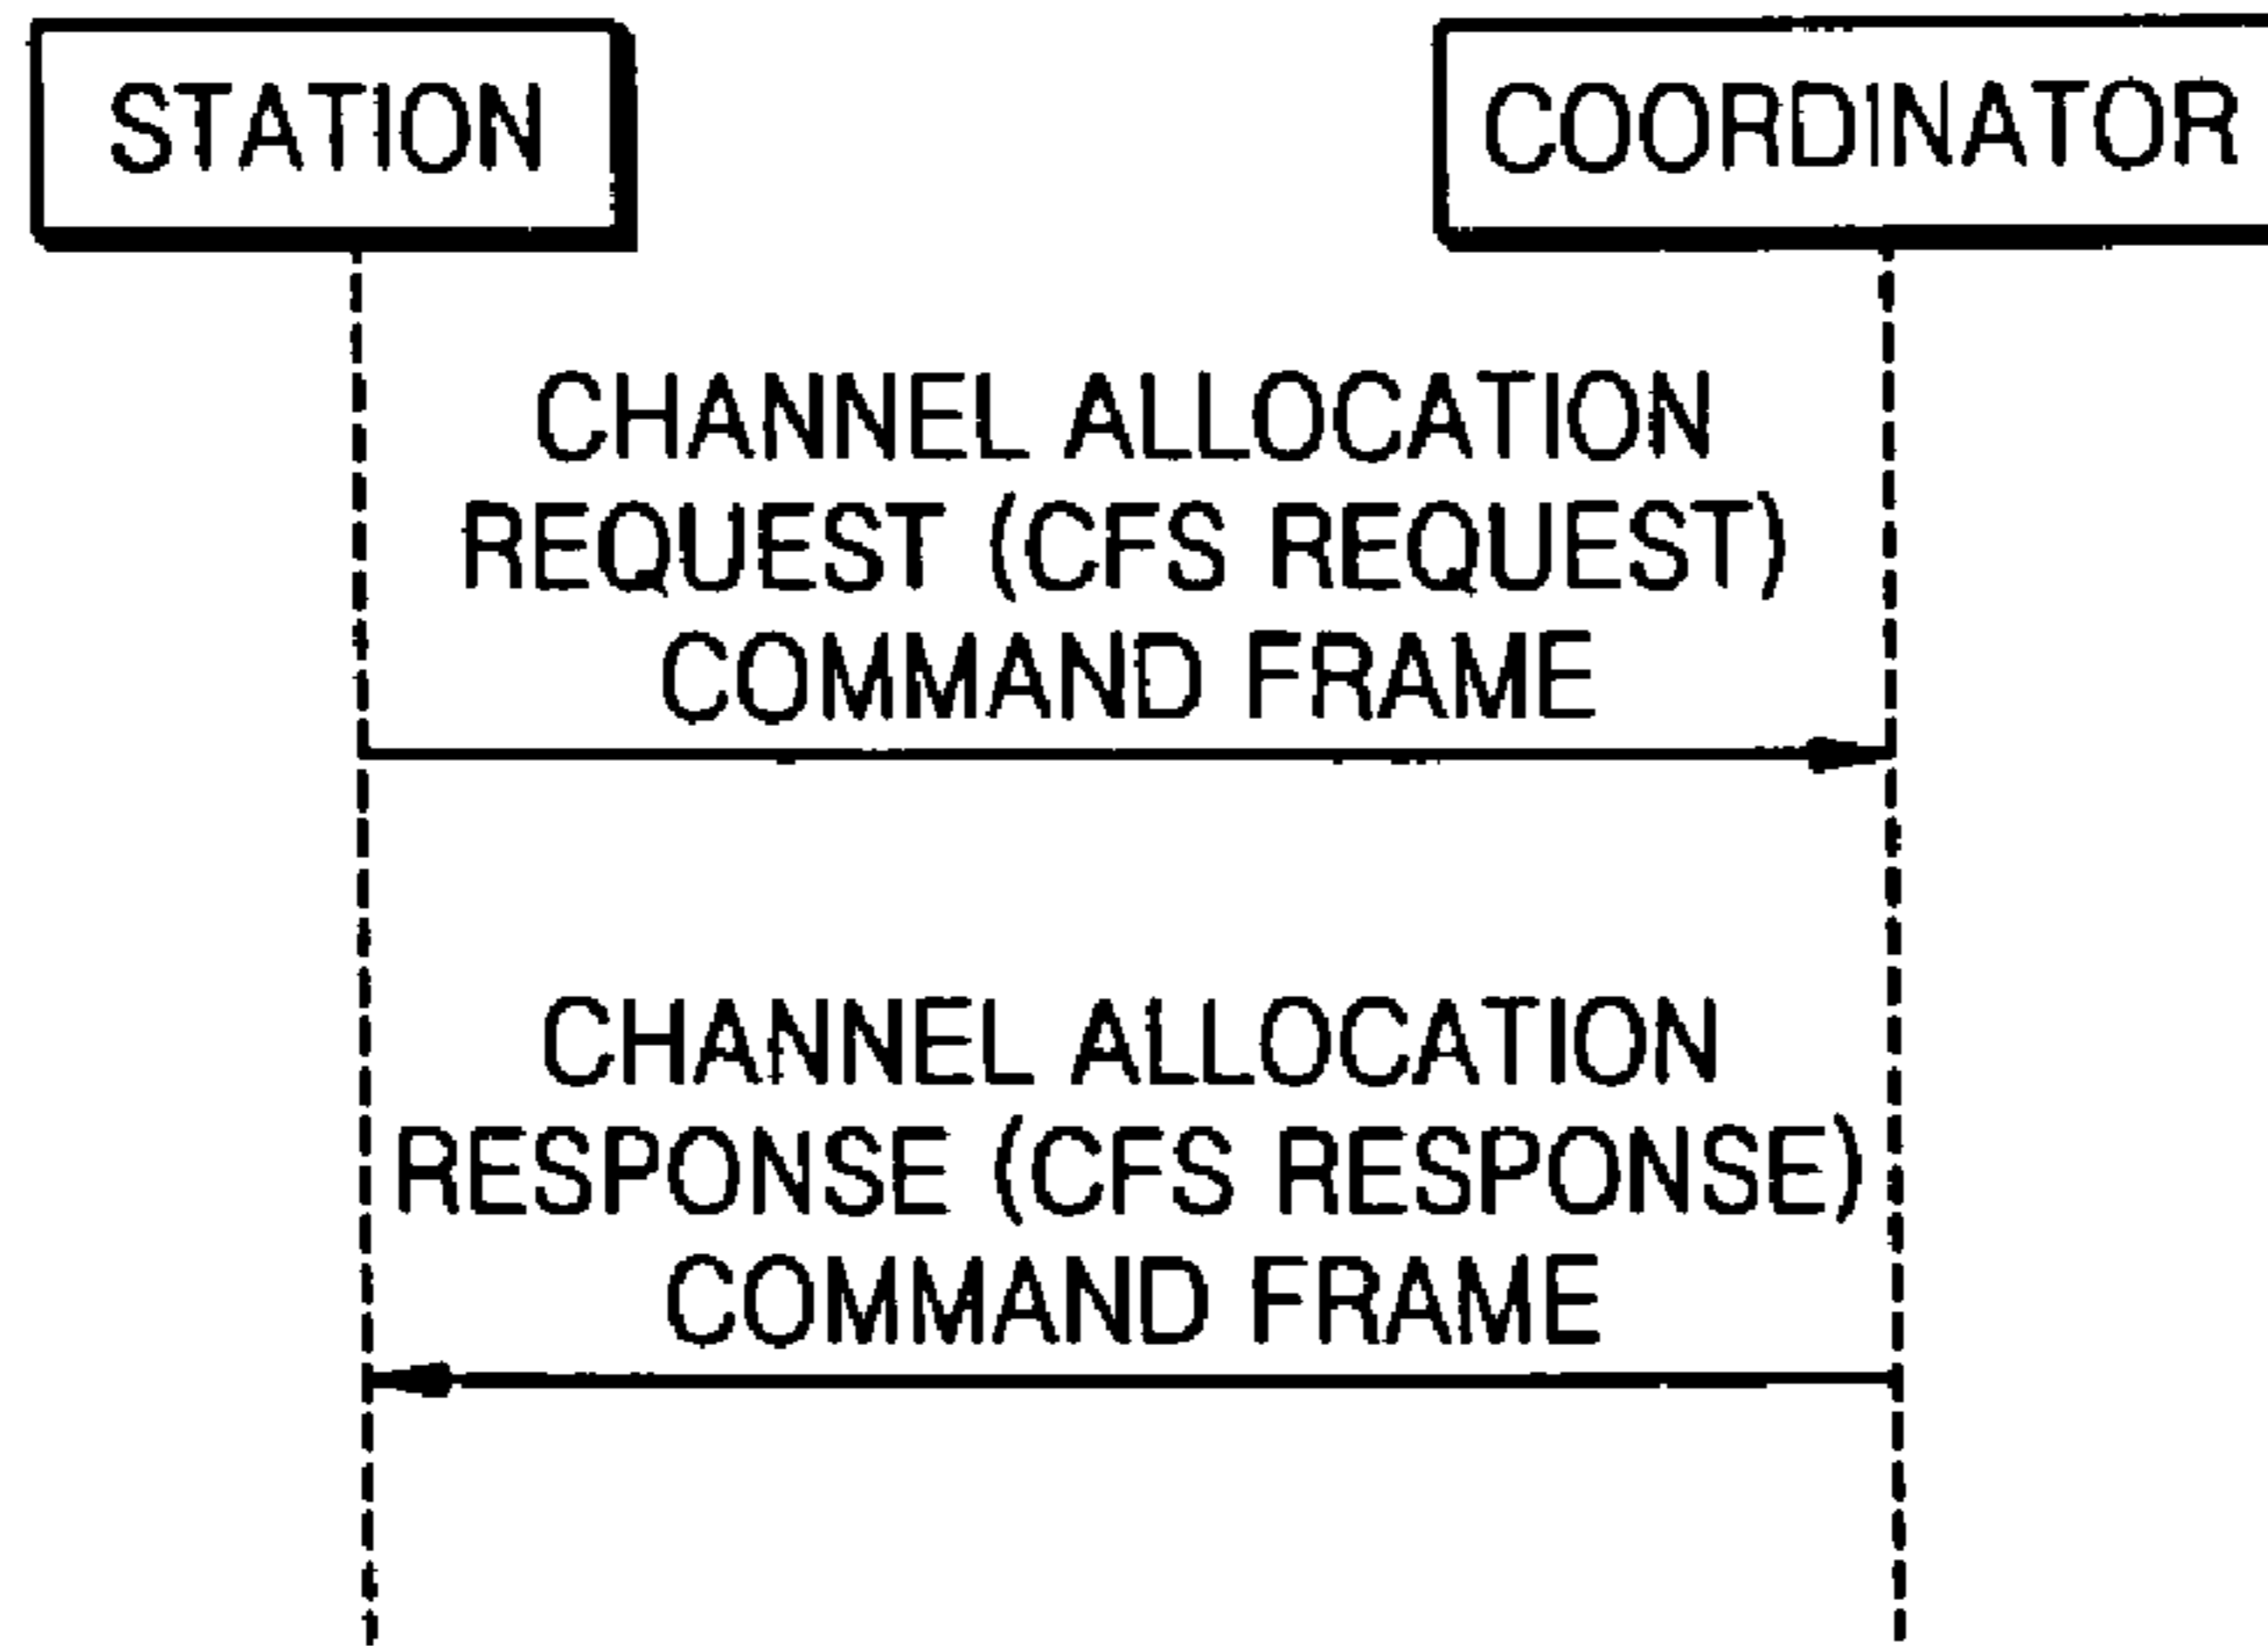 STATION
COORDINATOR
CHANNEL ALLOCATION
REQUEST (CFS REQUEST)
COMMAND FRAME
CHANNEL ALLOCATION
RESPONSE (CFS RESPONSE)
COMMAND FRAME